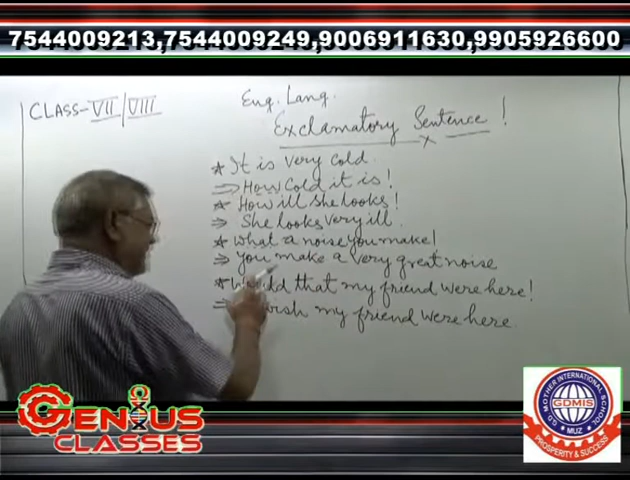 7544009213,7544009249,9006911630,9905926600
CLASS-VII/VIII
Eng. Lang.
Exclamatory Sentence!
* It is very cold.
⇒ How cold it is!
* How ill she looks!
⇒ She looks very ill.
* What a noise you make!
⇒ You make a very great noise
* that my friend were here!
⇒ my friend were here.
GENIUS
CLASSES
G.D. MOTHER INTERNATIONAL SCHOOL
GDMIS
MUZ
PROSPERITY & SUCCESS